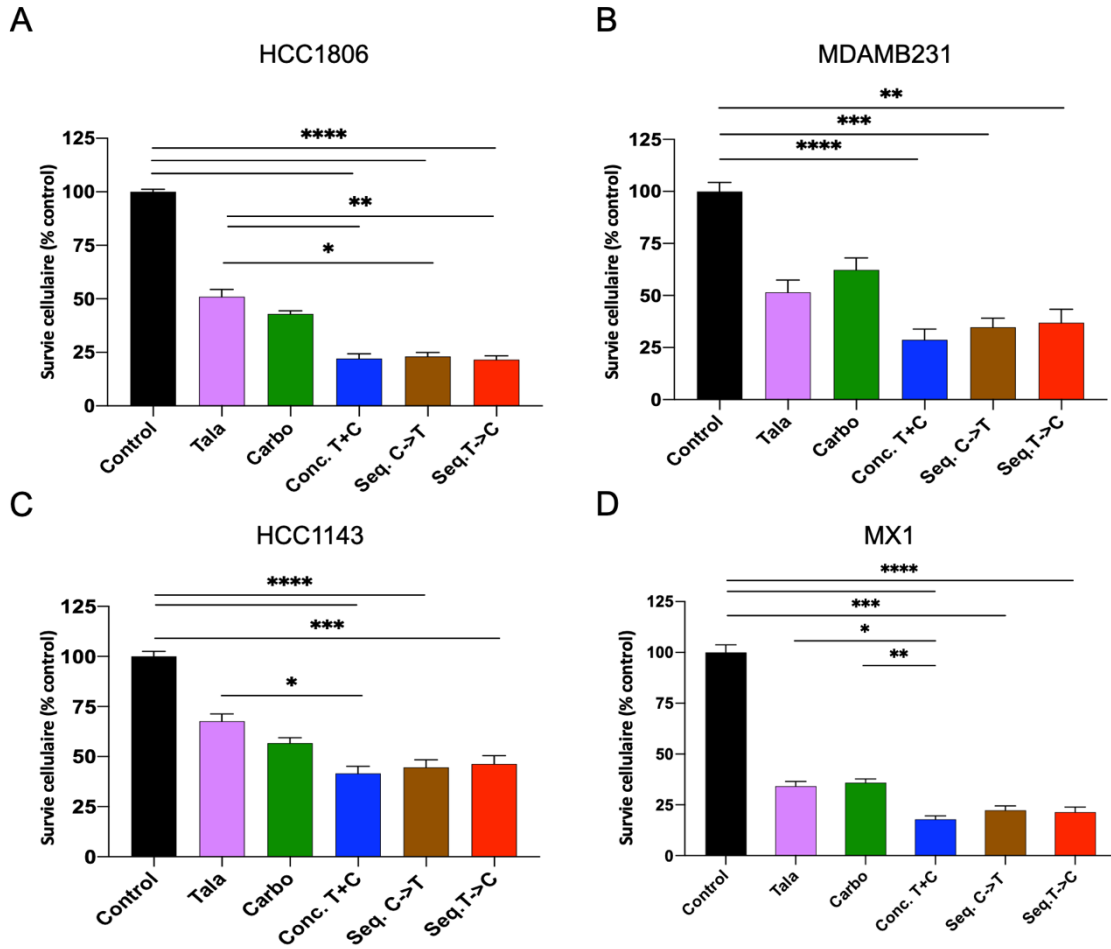 A
HCC1806
Survie cellulaire (% control)
125
100
75
50
25
0
****
**
*
Control
Tala
Carbo
Conc. T+C
Seq. C->T
Seq.T->C
B
MDAMB231
Survie cellulaire (% control)
125
100
75
50
25
0
**
***
****
Control
Tala
Carbo
Conc. T+C
Seq. C->T
Seq.T->C
C
HCC1143
Survie cellulaire (% control)
125
100
75
50
25
0
****
***
*
Control
Tala
Carbo
Conc. T+C
Seq. C->T
Seq.T->C
D
MX1
Survie cellulaire (% control)
125
100
75
50
25
0
****
***
*
**
Control
Tala
Carbo
Conc. T+C
Seq. C->T
Seq.T->C